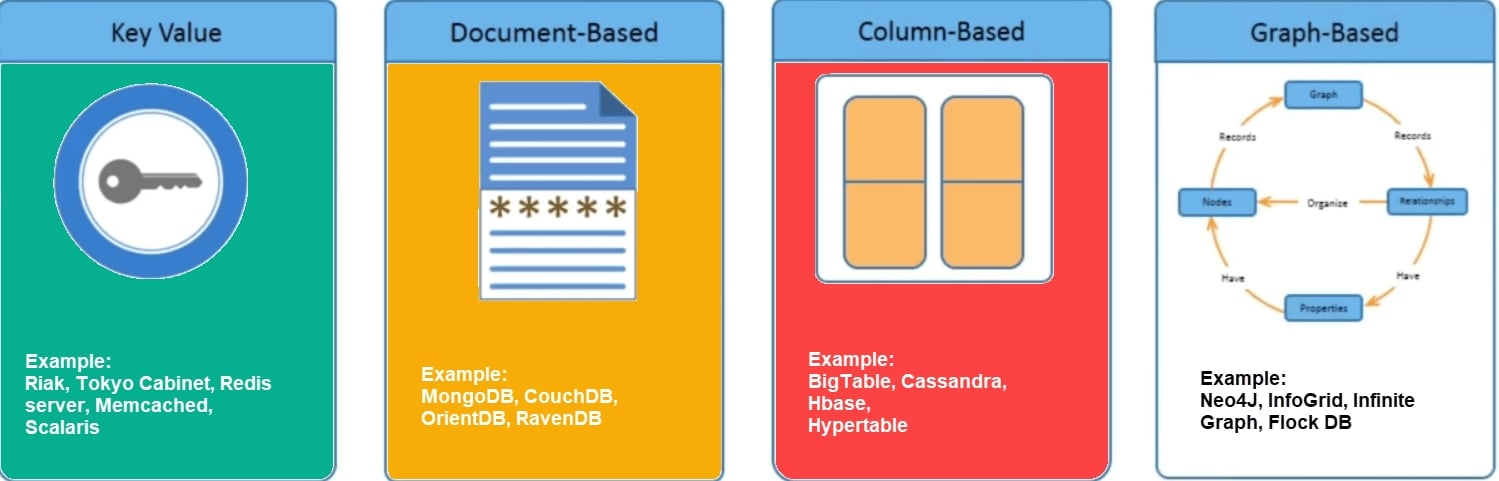 Key Value
Example:
Riak, Tokyo Cabinet, Redis
server, Memcached,
Scalaris
Document-Based
*****
Example:
MongoDB, CouchDB,
OrientDB, RavenDB
Column-Based
Example:
BigTable, Cassandra,
Hbase,
Hypertable
Graph-Based
Graph
Records
Records
Nodes
Organize
Relationships
Have
Have
Properties
Example:
Neo4J, InfoGrid, Infinite
Graph, Flock DB